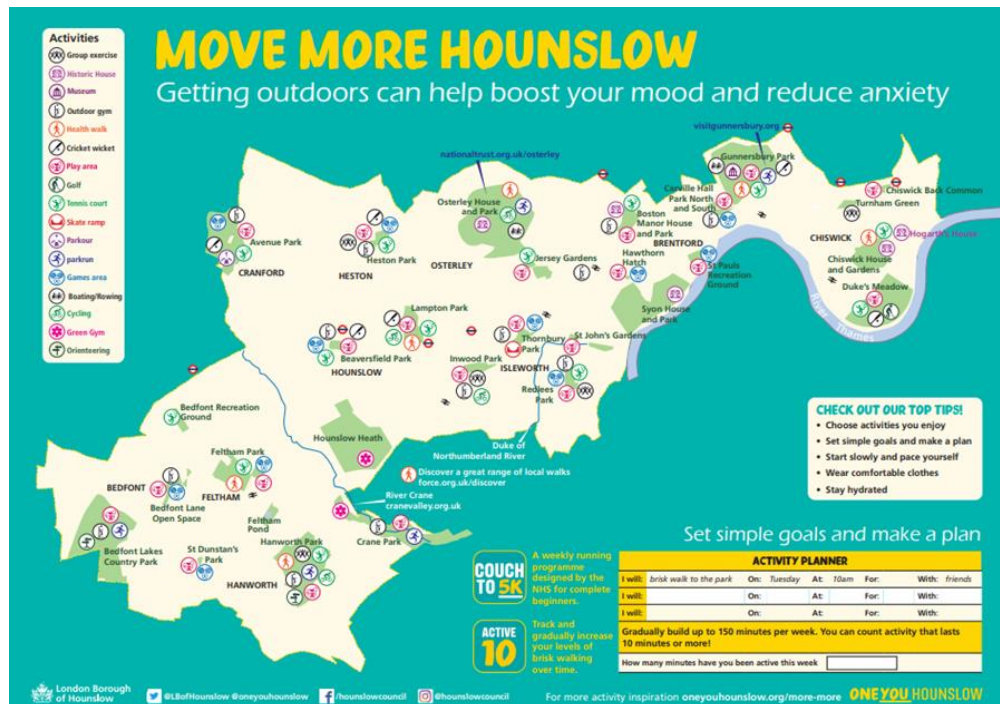 MOVE MORE HOUNSLOW
Getting outdoors can help boost your mood and reduce anxiety
Activities
Group exercise
Historic House
Museum
Outdoor gym
Health walk
Cricket wicket
Play area
Golf
Tennis court
Skate ramp
Parkour
parkrun
Games area
Boating/Rowing
Cycling
Green Gym
Orienteering
visitgunnersbury.org
nationaltrust.org.uk/osterley
Gunnersbury Park
Carville Hall
Park North
and South
Chiswick Back Common
Turnham Green
CHISWICK
Hogarth's House
Chiswick House
and Gardens
Duke's Meadow
River Thames
Osterley House
and Park
Boston
Manor House
and Park
BRENTFORD
Hawthorn
Hatch
St Pauls
Recreation
Ground
Syon House
and Park
Avenue Park
CRANFORD
Heston Park
HESTON
OSTERLEY
Jersey Gardens
Lampton Park
Beaversfield Park
HOUNSLOW
Thornbury
Park
St John's Gardens
Inwood Park
ISLEWORTH
Redlees
Park
Duke of
Northumberland
River
Bedfont Recreation
Ground
Hounslow Heath
Feltham Park
BEDFONT
FELTHAM
Bedfont Lane
Open Space
Feltham
Pond
Discover a great range of local walks
force.org.uk/discover
River Crane
cranevalley.org.uk
Crane Park
Bedfont Lakes
Country Park
St Dunstan's
Park
Hanworth Park
HANWORTH
CHECK OUT OUR TOP TIPS!
• Choose activities you enjoy
• Set simple goals and make a plan
• Start slowly and pace yourself
• Wear comfortable clothes
• Stay hydrated
COUCH
TO 5K
A weekly running
programme
designed by the
NHS for complete
beginners.
ACTIVE
10
Track and
gradually increase
your levels of
brisk walking
over time.
Set simple goals and make a plan
ACTIVITY PLANNER
I will: brisk walk to the park On: Tuesday At: 10am For: With: friends
I will: On: At: For: With:
I will: On: At: For: With:
Gradually build up to 150 minutes per week. You can count activity that lasts
10 minutes or more!
How many minutes have you been active this week
London Borough
of Hounslow
@LBofHounslow @oneyouhounslow
/hounslowcouncil
@hounslowcouncil
For more activity inspiration oneyouhounslow.org/more-more
ONE YOU HOUNSLOW